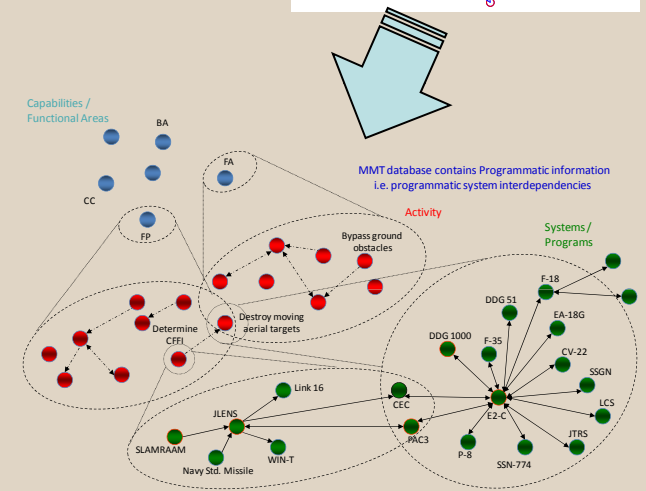 Capabilities /
Functional Areas
BA
FA
CC
FP
MMT database contains Programmatic information
i.e. programmatic system interdependencies
Activity
Systems /
Programs
Bypass ground
obstacles
Destroy moving
aerial targets
Determine
CFFI
F-18
DDG 51
EA-18G
DDG 1000
F-35
CV-22
SSGN
LCS
E2-C
JTRS
SSN-774
P-8
CEC
PAC3
Link 16
JLENS
SLAMRAAM
WIN-T
Navy Std. Missile